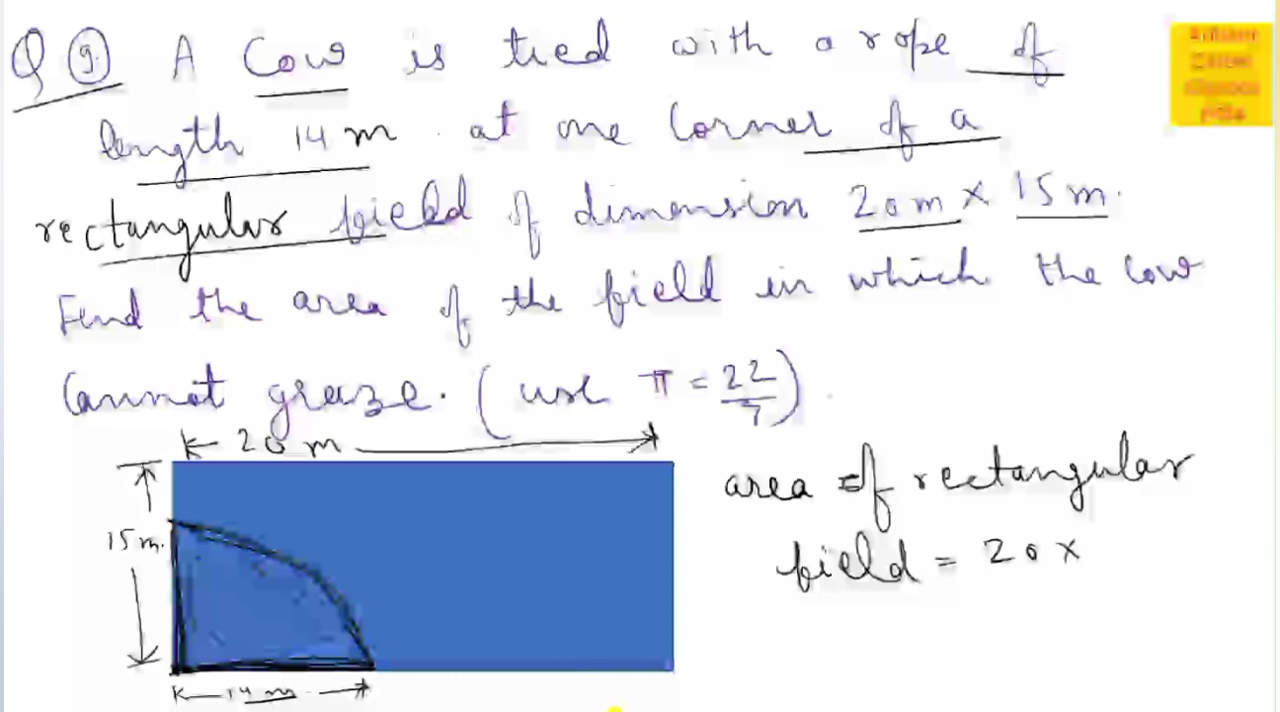 Q 9. A Cow is tied with a rope of
length 14 m. at one corner of a
rectangular field of dimension 20 m × 15 m.
Find the area of the field in which the cow
cannot graze. (use π = 22/7).
20 m
15 m.
14 m
area of rectangular
field = 20 ×